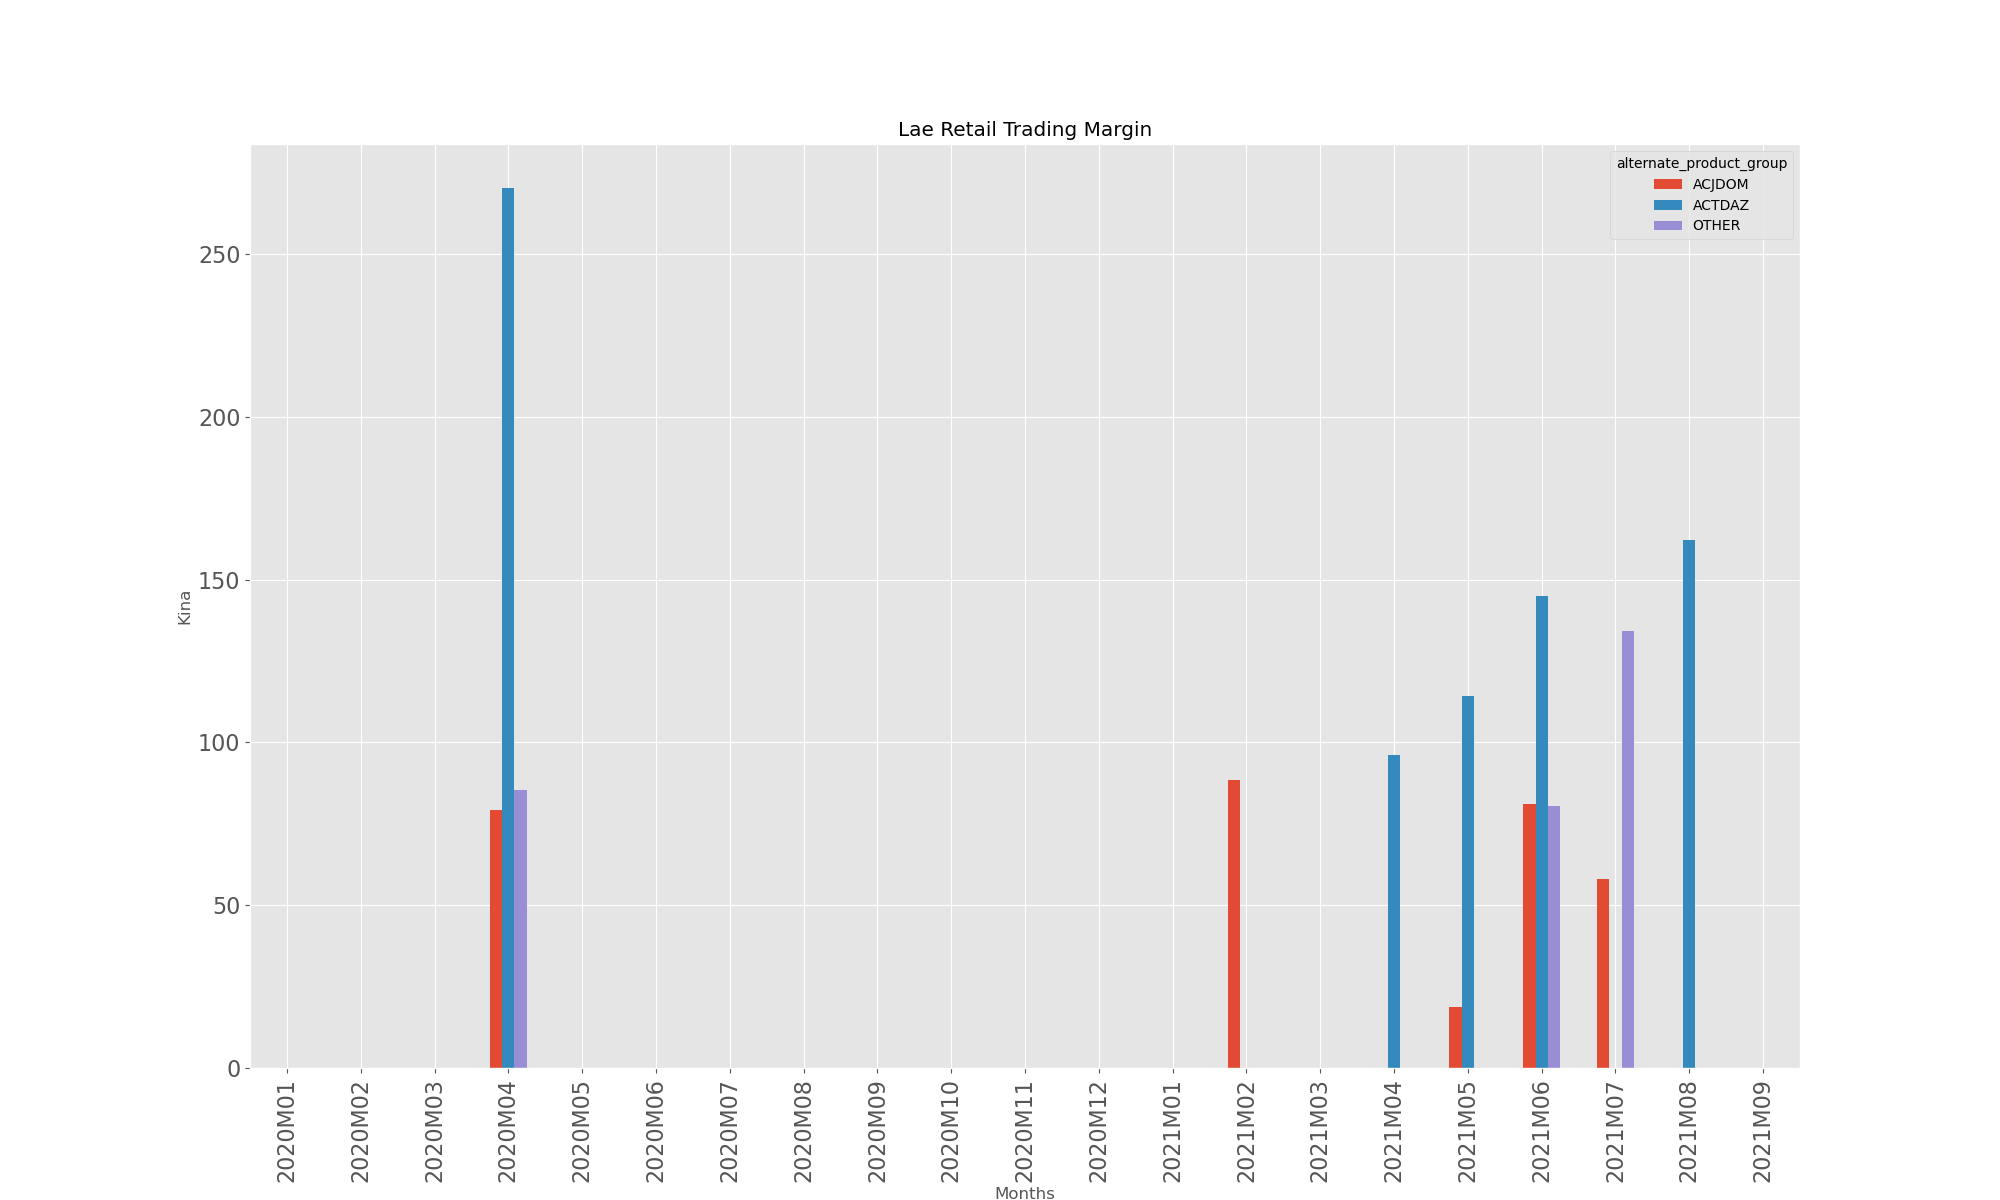 Lae Retail Trading Margin
alternate_product_group
ACJDOM
ACTDAZ
OTHER
Kina
250
200
150
100
50
0
2020M01
2020M02
2020M03
2020M04
2020M05
2020M06
2020M07
2020M08
2020M09
2020M10
2020M11
2020M12
2021M01
2021M02
2021M03
2021M04
2021M05
2021M06
2021M07
2021M08
2021M09
Months